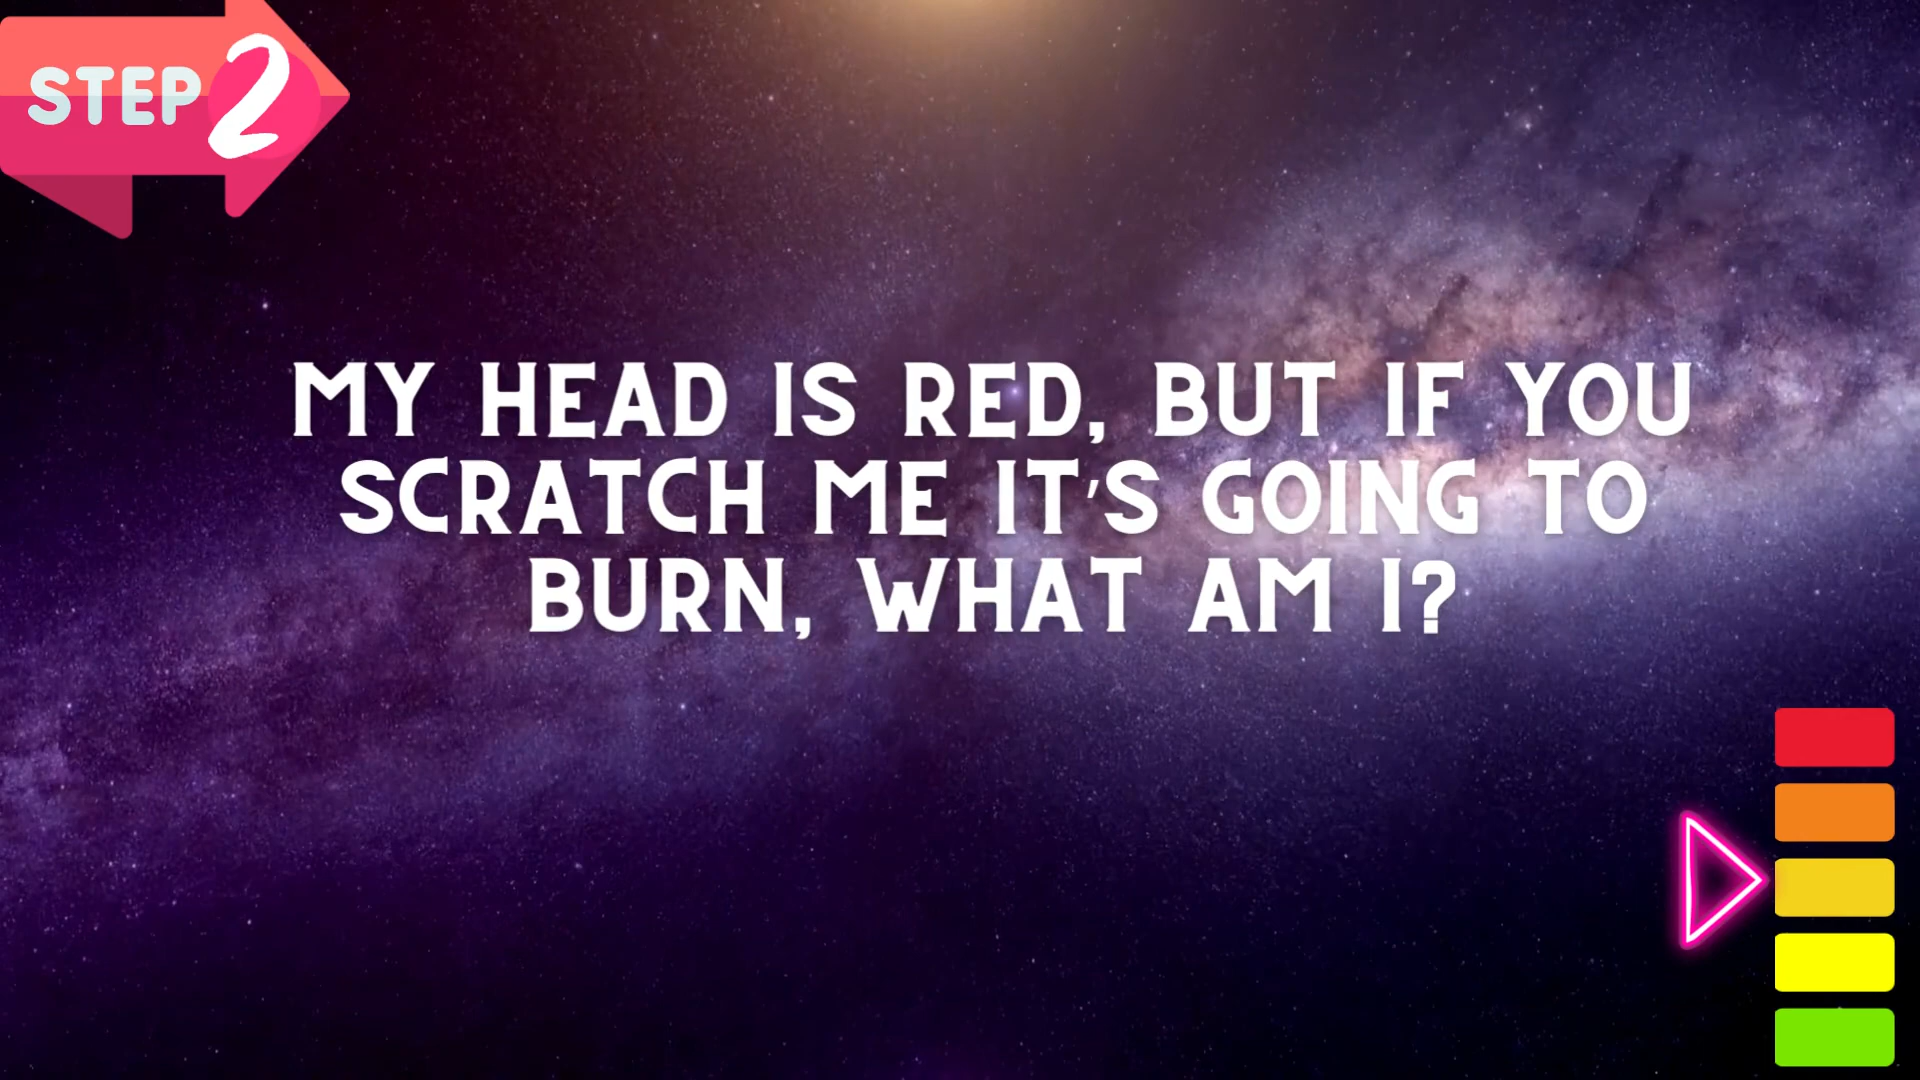 STEP 2
MY HEAD IS RED, BUT IF YOU
SCRATCH ME IT'S GOING TO
BURN, WHAT AM I?